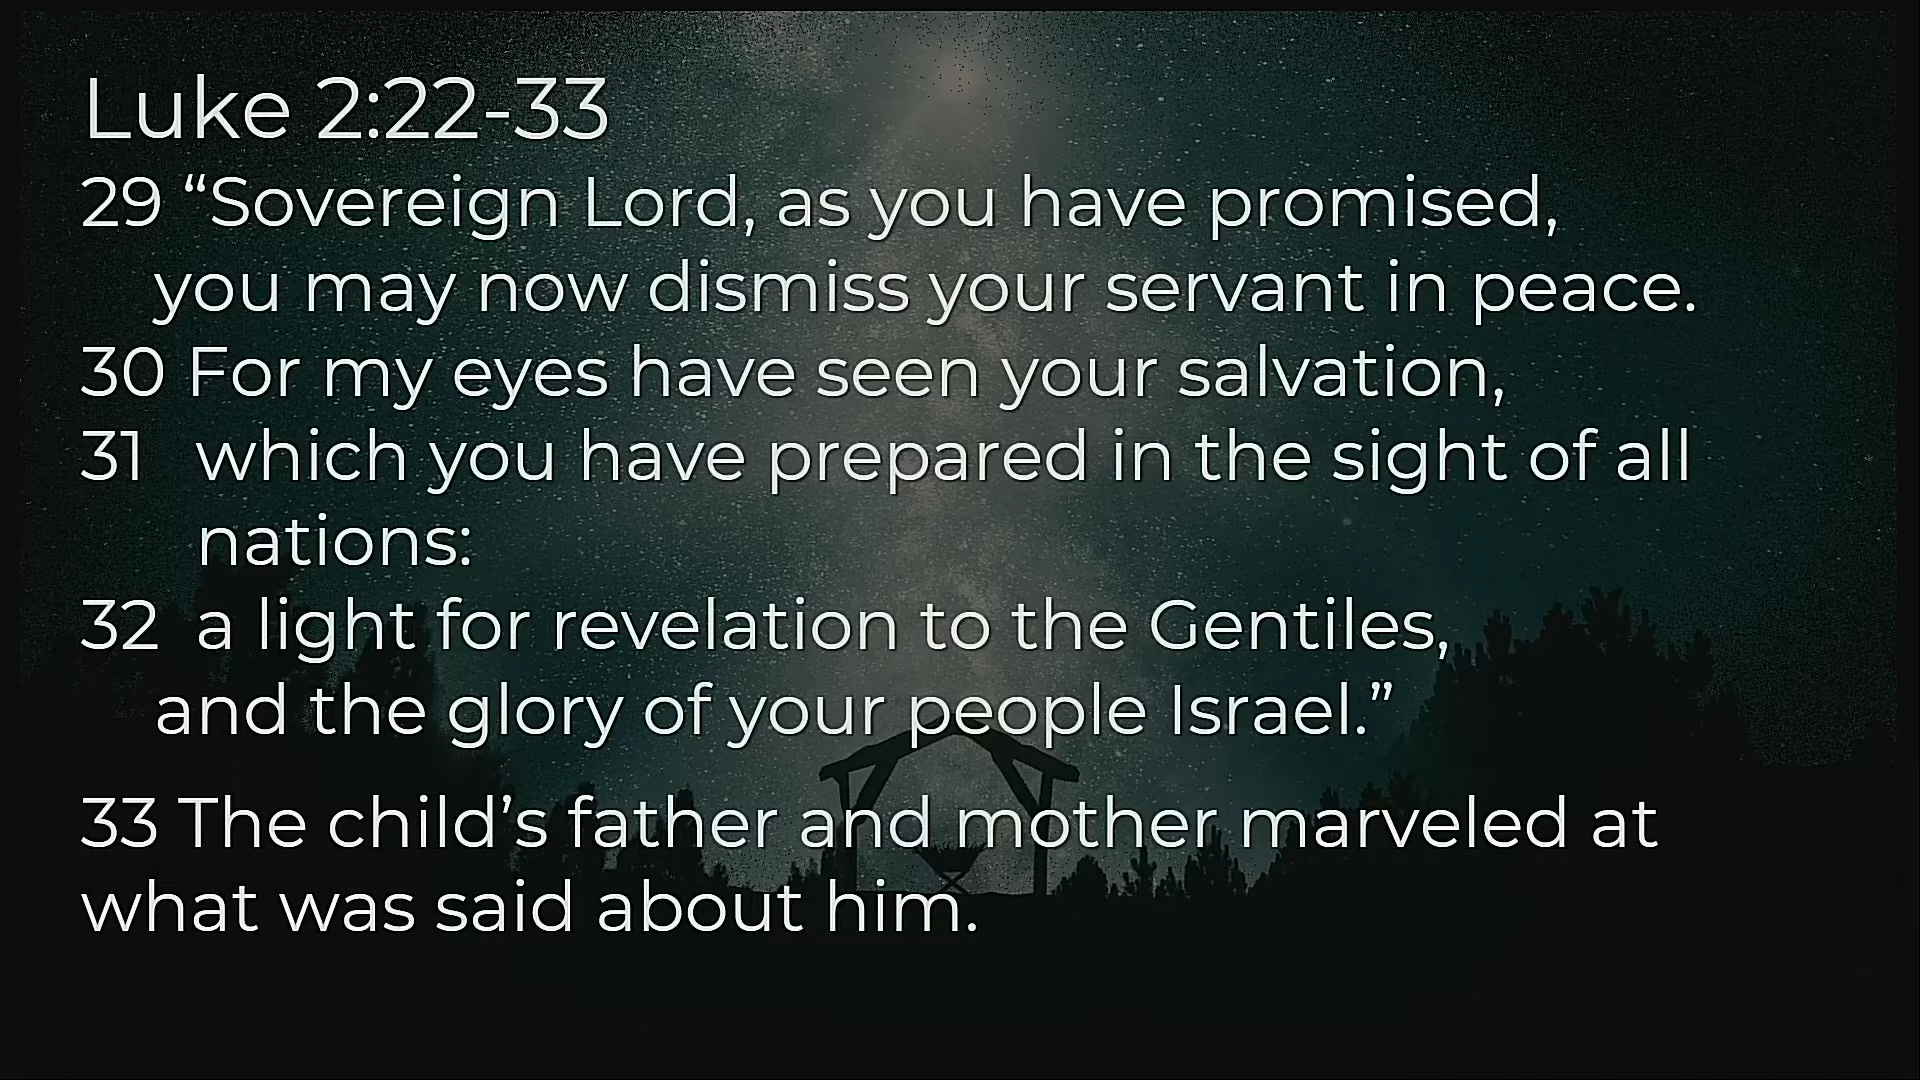 Luke 2:22-33
29 “Sovereign Lord, as you have promised,
you may now dismiss your servant in peace.
30 For my eyes have seen your salvation,
31 which you have prepared in the sight of all
nations:
32 a light for revelation to the Gentiles,
and the glory of your people Israel.”
33 The child’s father and mother marveled at
what was said about him.